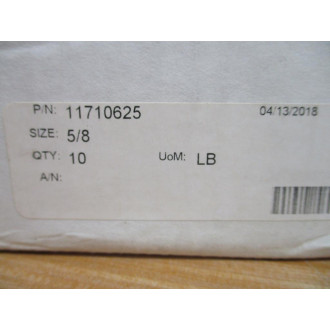 P/N: 11710625 04/13/2018
SIZE: 5/8
QTY: 10 UoM: LB
A/N: